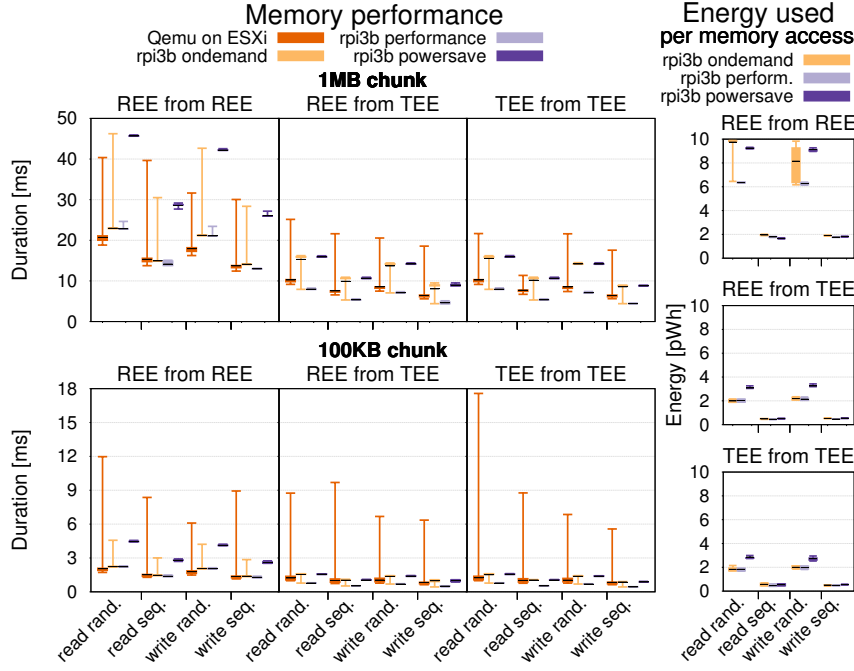 Memory performance
Qemu on ESXi
rpi3b ondemand
rpi3b performance
rpi3b powersave
1MB chunk
REE from REE
REE from TEE
TEE from TEE
Duration [ms]
50
40
30
20
10
0
100KB chunk
REE from REE
REE from TEE
TEE from TEE
Duration [ms]
18
15
12
9
6
3
0
read rand.
read seq.
write rand.
write seq.
read rand.
read seq.
write rand.
write seq.
read rand.
read seq.
write rand.
write seq.
Energy used
per memory access
rpi3b ondemand
rpi3b perform.
rpi3b powersave
Energy [pWh]
REE from REE
10
8
6
4
2
0
REE from TEE
10
8
6
4
2
0
TEE from TEE
10
8
6
4
2
0
read rand.
read seq.
write rand.
write seq.